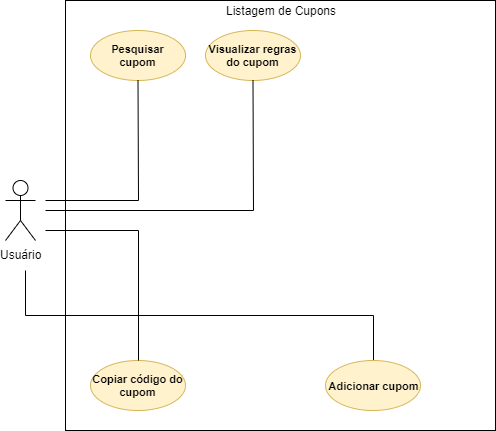 Listagem de Cupons
Pesquisar
cupom
Visualizar regras
do cupom
Usuário
Copiar código do
cupom
Adicionar cupom